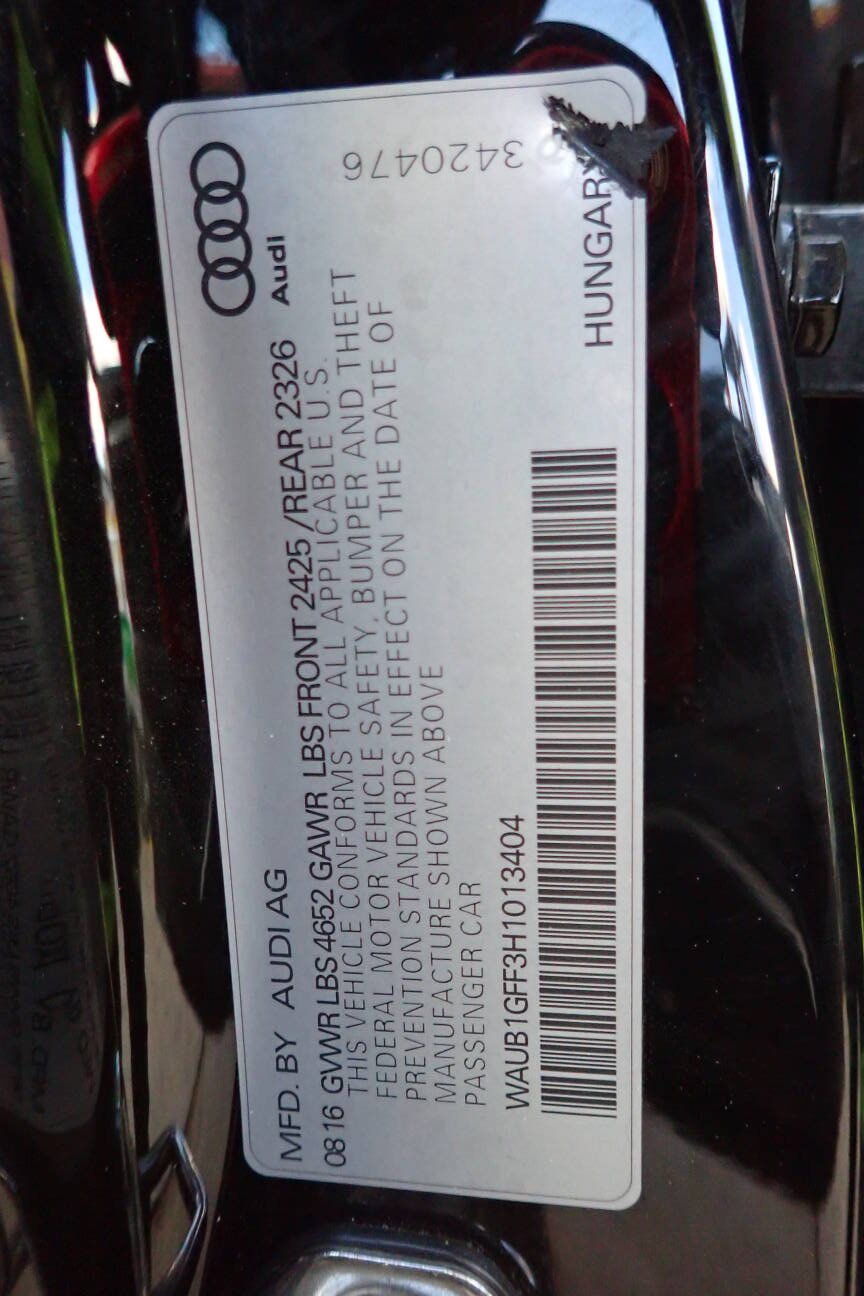 Audi
3420476
MFD. BY AUDI AG
0816 GVWR LBS 4652 GAWR LBS FRONT 2425 /REAR 2326
THIS VEHICLE CONFORMS TO ALL APPLICABLE U.S.
FEDERAL MOTOR VEHICLE SAFETY, BUMPER AND THEFT
PREVENTION STANDARDS IN EFFECT ON THE DATE OF
MANUFACTURE SHOWN ABOVE
PASSENGER CAR
WAUB1GFF3H1013404
HUNGARY